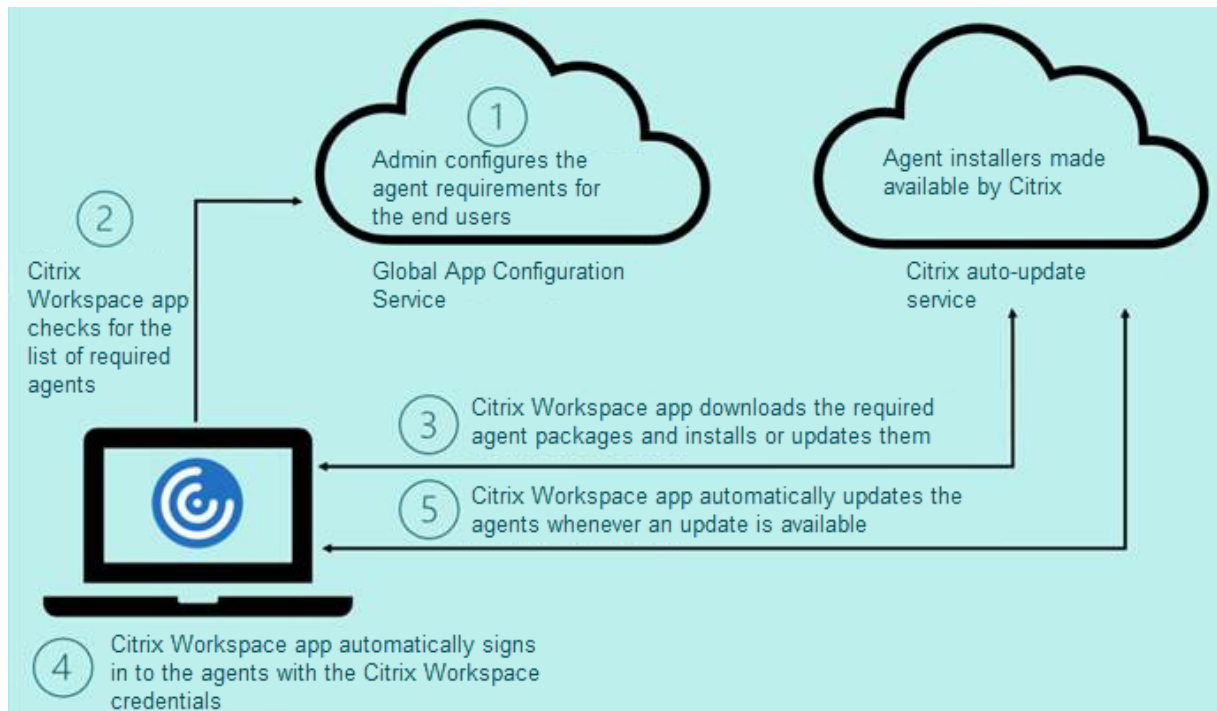 1
Admin configures the
agent requirements for
the end users
Global App Configuration
Service
Agent installers made
available by Citrix
Citrix auto-update
service
2
Citrix
Workspace app
checks for the
list of required
agents
3
Citrix Workspace app downloads the required
agent packages and installs or updates them
5
Citrix Workspace app automatically updates the
agents whenever an update is available
4
Citrix Workspace app automatically signs
in to the agents with the Citrix Workspace
credentials